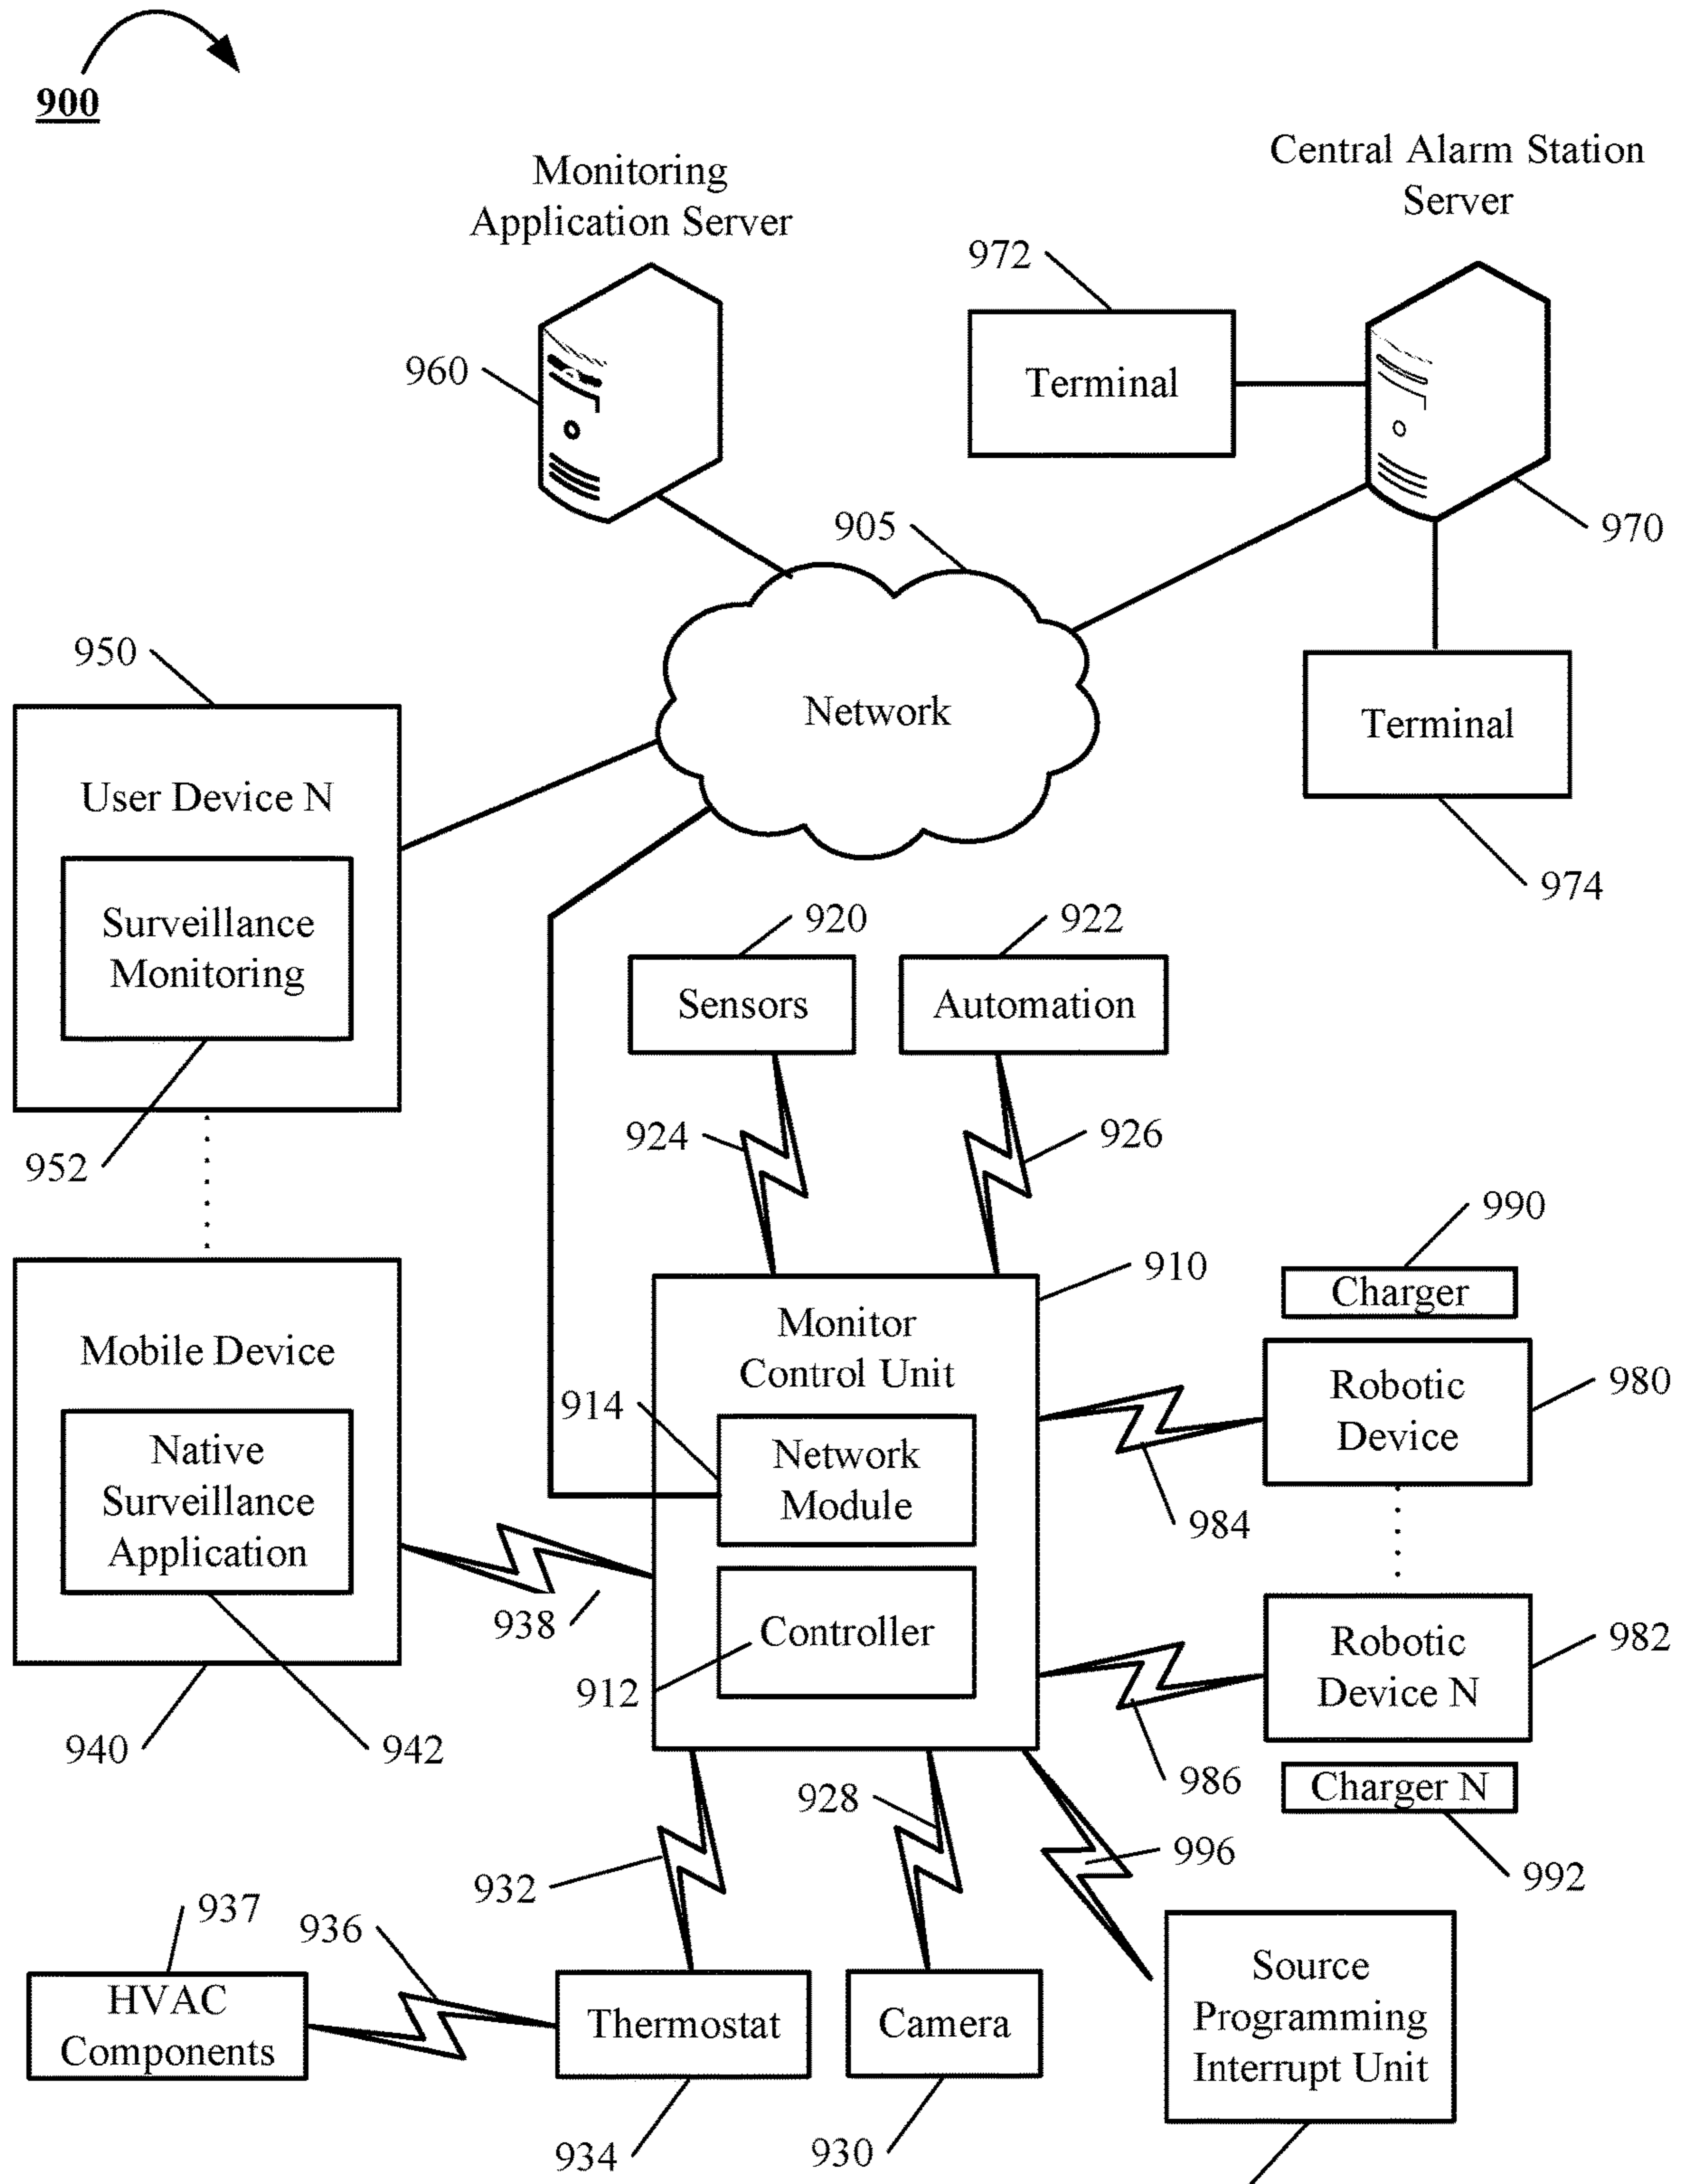 900
Monitoring
Application Server
Central Alarm Station
Server
972
Terminal
960
970
905
Network
950
User Device N
Surveillance
Monitoring
952
Terminal
974
920
922
Sensors
Automation
924
926
990
Charger
910
Monitor
Control Unit
914
Network
Module
Controller
912
Mobile Device
Native
Surveillance
Application
938
940
942
Robotic
Device
980
984
Robotic
Device N
982
986
Charger N
992
932
928
996
937
936
HVAC
Components
Thermostat
934
Camera
930
Source
Programming
Interrupt Unit